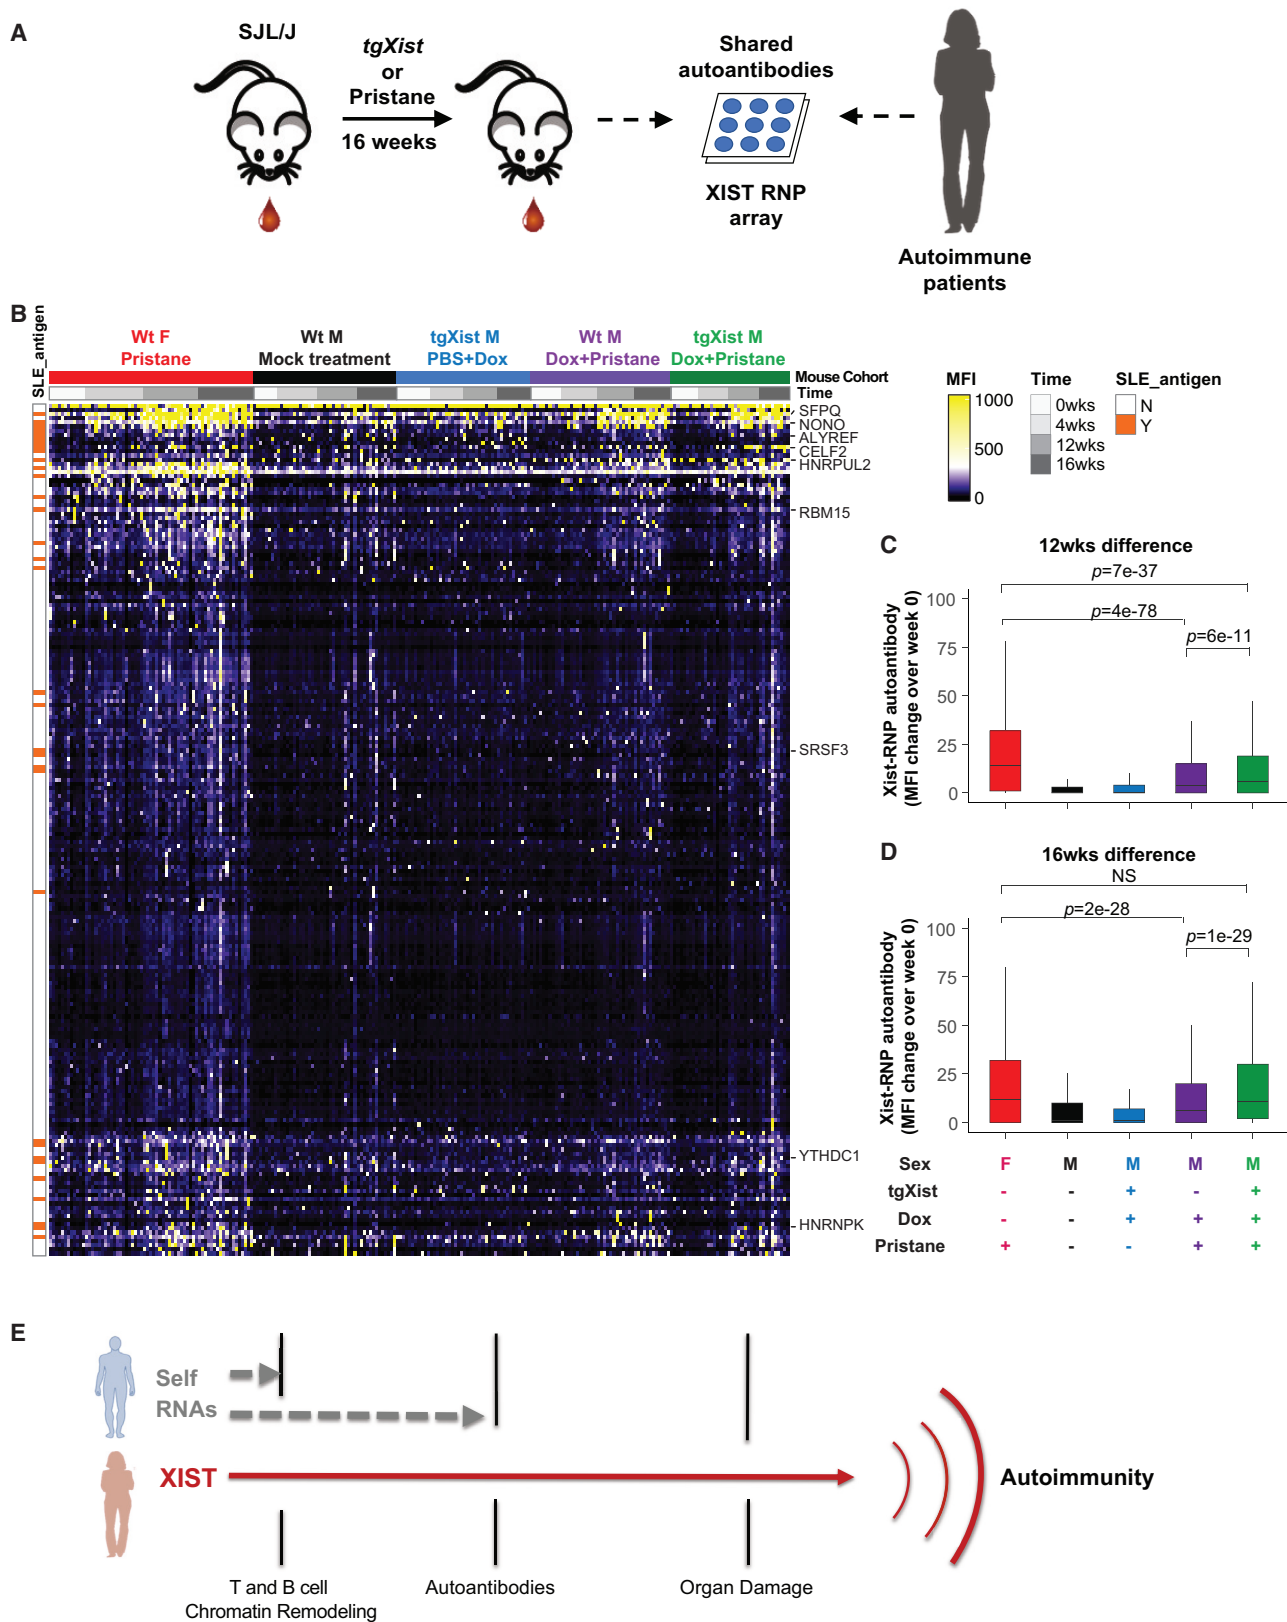 A
SJL/J
tgXist
or
Pristane
16 weeks
Shared
autoantibodies
XIST RNP
array
Autoimmune
patients
B
SLE_antigen
Wt F
Pristane
Wt M
Mock treatment
tgXist M
PBS+Dox
Wt M
Dox+Pristane
tgXist M
Dox+Pristane
Mouse Cohort
Time
SFPQ
NONO
ALYREF
CELF2
HNRPUL2
RBM15
SRSF3
YTHDC1
HNRNPK
MFI
1000
500
0
Time
0wks
4wks
12wks
16wks
SLE_antigen
N
Y
C
12wks difference
p=7e-37
p=4e-78
p=6e-11
Xist-RNP autoantibody
(MFI change over week 0)
100
75
50
25
0
D
16wks difference
NS
p=2e-28
p=1e-29
Xist-RNP autoantibody
(MFI change over week 0)
100
75
50
25
0
Sex F M M M M
tgXist - - + - +
Dox - - + + +
Pristane + - - + +
E
Self
RNAs
XIST
Autoimmunity
T and B cell
Chromatin Remodeling
Autoantibodies
Organ Damage